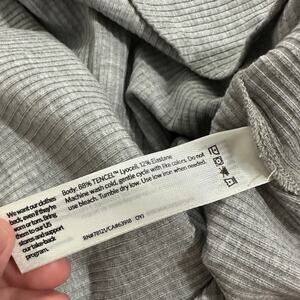 We want our clothes
back, even if they're
worn or torn. Bring
them to our US
stores and support
our take-back
program.
Body: 88% TENCEL™ Lyocell, 12% Elastane
Machine wash cold, gentle cycle with like colors. Do not
use bleach. Tumble dry low. Use low iron when needed.